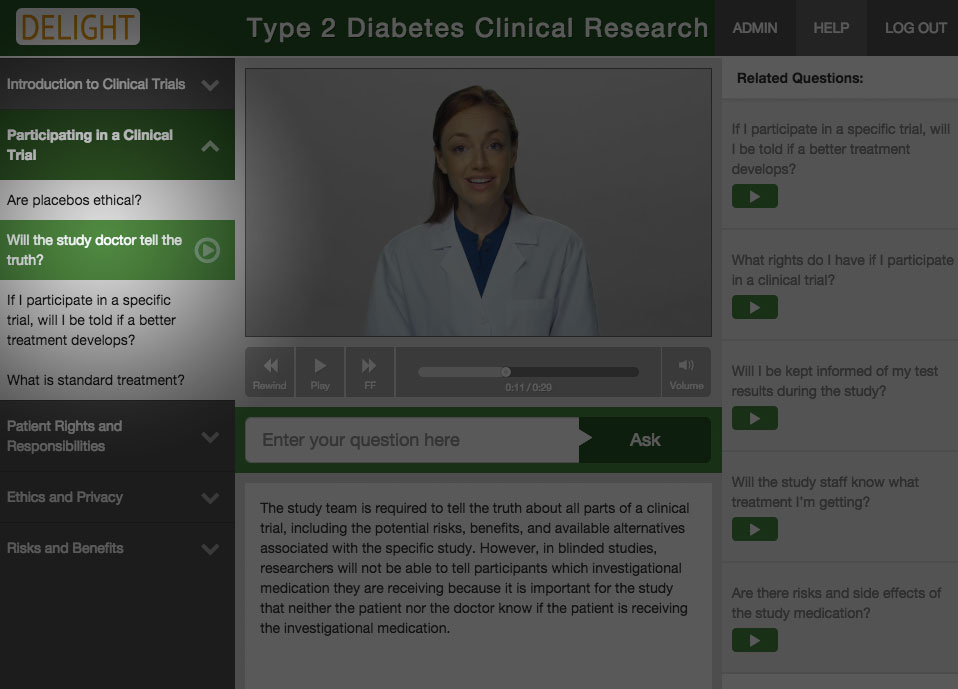 DELIGHT
Type 2 Diabetes Clinical Research
ADMIN
HELP
LOG OUT
Introduction to Clinical Trials
Participating in a Clinical
Trial
Are placebos ethical?
Will the study doctor tell the
truth?
If I participate in a specific
trial, will I be told if a better
treatment develops?
What is standard treatment?
Patient Rights and
Responsibilities
Ethics and Privacy
Risks and Benefits
Rewind
Play
FF
0:11 / 0:29
Volume
Enter your question here
Ask
The study team is required to tell the truth about all parts of a clinical
trial, including the potential risks, benefits, and available alternatives
associated with the specific study. However, in blinded studies,
researchers will not be able to tell participants which investigational
medication they are receiving because it is important for the study
that neither the patient nor the doctor know if the patient is receiving
the investigational medication.
Related Questions:
If I participate in a specific trial, will
I be told if a better treatment
develops?
What rights do I have if I participate
in a clinical trial?
Will I be kept informed of my test
results during the study?
Will the study staff know what
treatment I'm getting?
Are there risks and side effects of
the study medication?